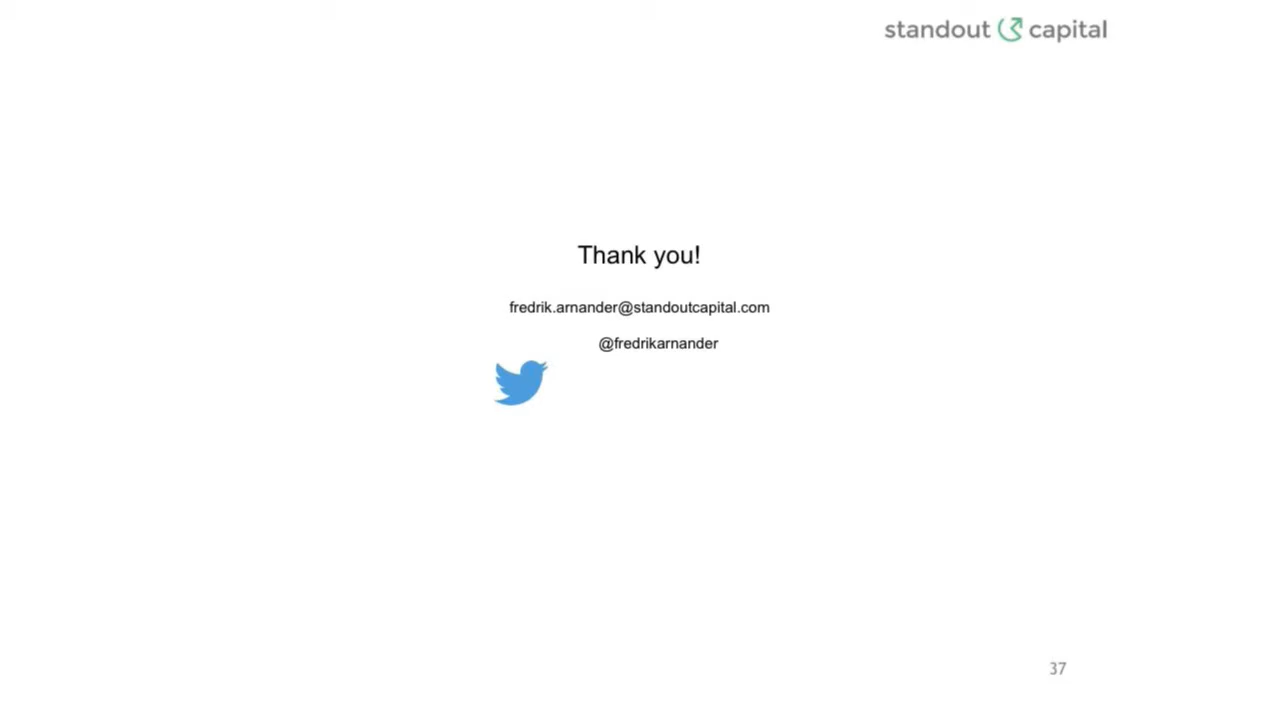 standout capital
Thank you!
fredrik.arnander@standoutcapital.com
@fredrikarnander
37